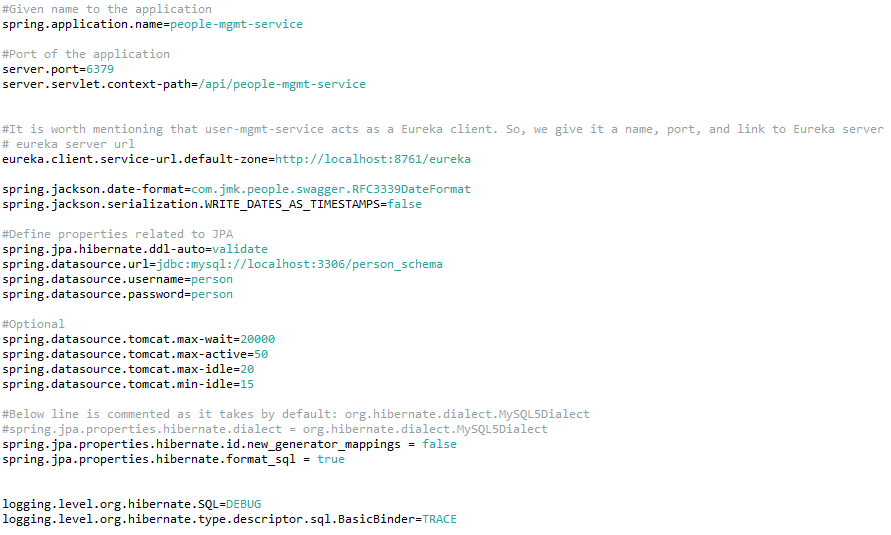 #Given name to the application
spring.application.name=people-mgmt-service
#Port of the application
server.port=6379
server.servlet.context-path=/api/people-mgmt-service
#It is worth mentioning that user-mgmt-service acts as a Eureka client. So, we give it a name, port, and link to Eureka server
# eureka server url
eureka.client.service-url.default-zone=http://localhost:8761/eureka
spring.jackson.date-format=com.jmk.people.swagger.RFC3339DateFormat
spring.jackson.serialization.WRITE_DATES_AS_TIMESTAMPS=false
#Define properties related to JPA
spring.jpa.hibernate.ddl-auto=validate
spring.datasource.url=jdbc:mysql://localhost:3306/person_schema
spring.datasource.username=person
spring.datasource.password=person
#Optional
spring.datasource.tomcat.max-wait=20000
spring.datasource.tomcat.max-active=50
spring.datasource.tomcat.max-idle=20
spring.datasource.tomcat.min-idle=15
#Below line is commented as it takes by default: org.hibernate.dialect.MySQL5Dialect
#spring.jpa.properties.hibernate.dialect = org.hibernate.dialect.MySQL5Dialect
spring.jpa.properties.hibernate.id.new_generator_mappings = false
spring.jpa.properties.hibernate.format_sql = true
logging.level.org.hibernate.SQL=DEBUG
logging.level.org.hibernate.type.descriptor.sql.BasicBinder=TRACE